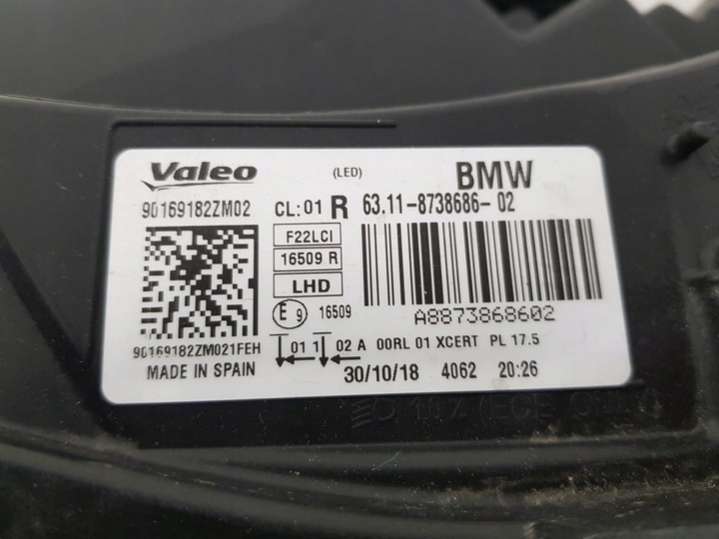 Valeo (LED) BMW
90169182ZM02 CL:01 R 63.11-8738686-02
F22LCI
16509 R
LHD
E 9 16509 A8873868602
90169182ZM021FEH 01 1 02 A 00RL 01 XCERT PL 17.5
MADE IN SPAIN 30/10/18 4062 20:26